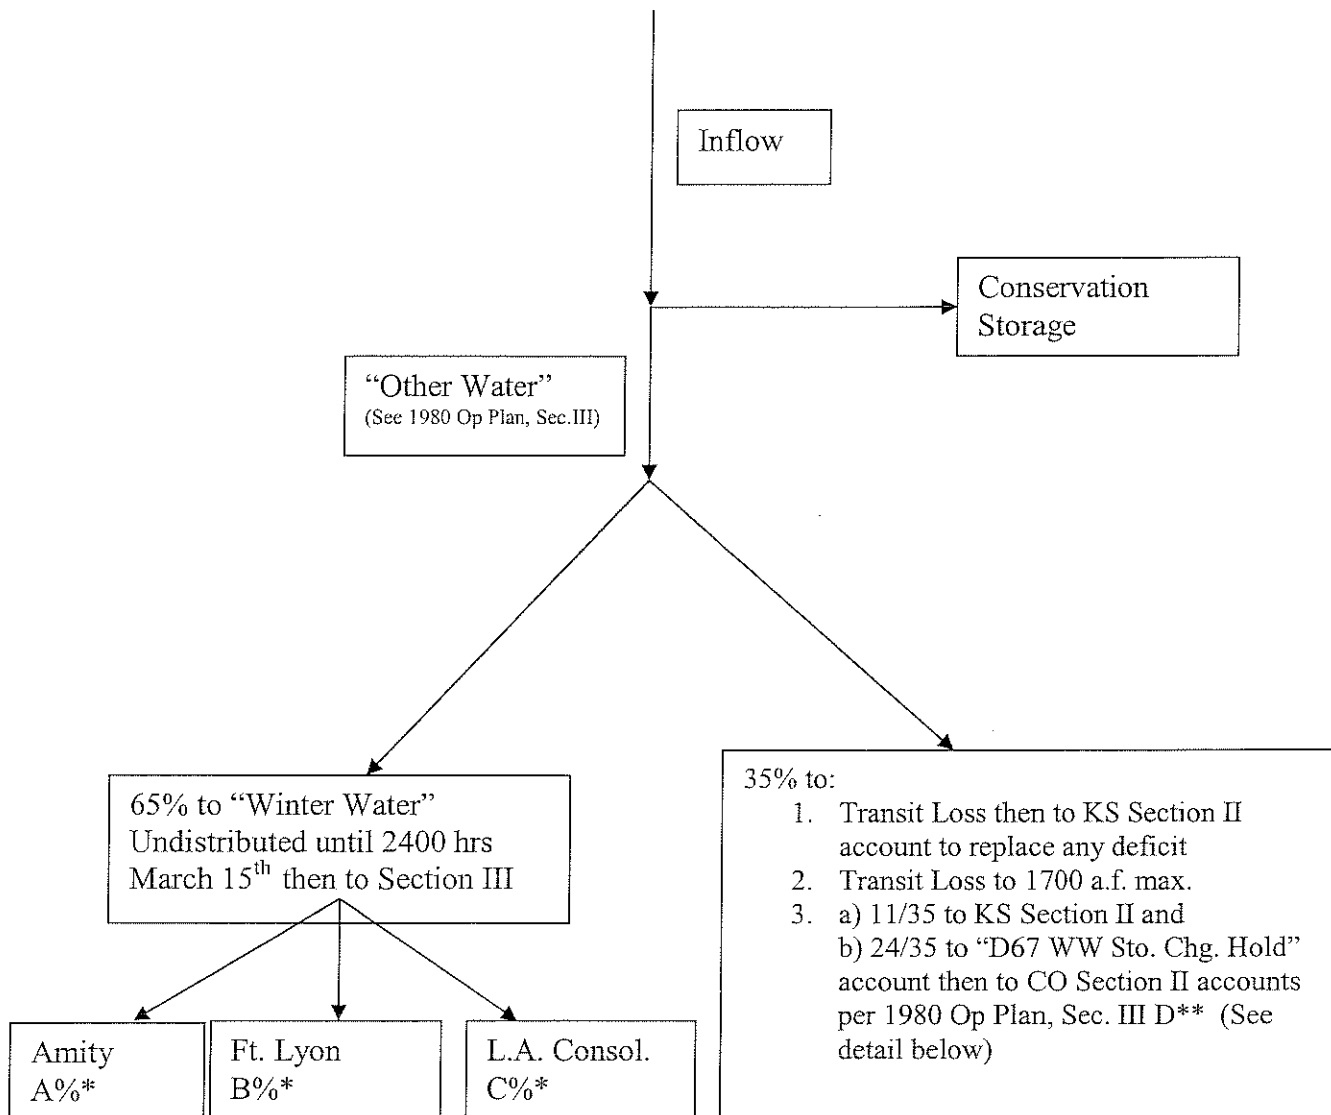 Inflow
Conservation
Storage
“Other Water”
(See 1980 Op Plan, Sec.III)
65% to “Winter Water”
Undistributed until 2400 hrs
March 15th then to Section III
35% to:
1. Transit Loss then to KS Section II
account to replace any deficit
2. Transit Loss to 1700 a.f. max.
3. a) 11/35 to KS Section II and
b) 24/35 to “D67 WW Sto. Chg. Hold”
account then to CO Section II accounts
per 1980 Op Plan, Sec. III D** (See
detail below)
Amity
A%*
Ft. Lyon
B%*
L.A. Consol.
C%*